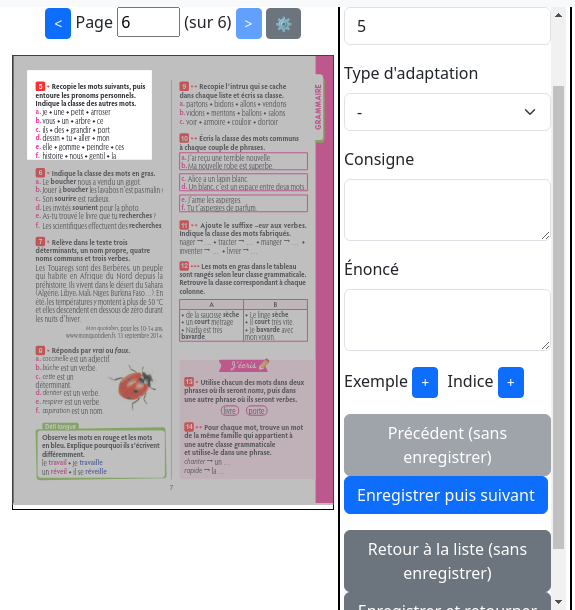 < Page 6 (sur 6) > ⚙️
5 • Recopie les mots suivants, puis
entoure les pronoms personnels.
Indique la classe des autres mots.
a. je • une • petit • arroser
b. vous • un • arbre • ce
c. ils • des • grandir • port
d. dessin • tu • aller • mon
e. elle • gomme • peindre • ces
f. histoire • nous • gentil • la
6 • Indique la classe des mots en gras.
a. Le boucher nous a vendu un gigot.
b. Jouer à boucher les lavabos n'est pas malin !
c. Son sourire est radieux.
d. Les invités sourient pour la photo.
e. As-tu trouvé le livre que tu recherches ?
f. Les scientifiques effectuent des recherches.
7 • Relève dans le texte trois
déterminants, un nom propre, quatre
noms communs et trois verbes.
Les Touaregs sont des Berbères, un peuple
qui habite en Afrique du Nord depuis la
préhistoire. Ils vivent dans le désert du Sahara
(Algérie, Libye, Mali, Niger, Burkina Faso…). En
été, les températures y montent à plus de 50 °C
et elles descendent en dessous de zéro durant
les nuits d'hiver.
Mon quotidien, pour les 10-14 ans,
www.monquotidien.fr, 13 septembre 2014.
8 • Réponds par vrai ou faux.
a. coccinelle est un adjectif.
b. bûche est un verbe.
c. cette est un
déterminant.
d. dentier est un verbe.
e. respirer est un verbe.
f. aspiration est un nom.
Défi langue
Observe les mots en rouge et les mots
en bleu. Explique pourquoi ils s'écrivent
différemment.
le travail • je travaille
un réveil • il se réveille
9 •• Recopie l'intrus qui se cache
dans chaque liste et écris sa classe.
a. partons • bidons • allons • vendons
b. vidons • mentons • ballons • salons
c. voir • armoire • couloir • dortoir
10 •• Écris la classe des mots communs
à chaque couple de phrases.
a. J'ai reçu une terrible nouvelle.
b. Ma nouvelle robe est superbe.
c. Alice a un lapin blanc.
d. Un blanc, c'est un espace entre deux mots.
e. J'aime les asperges.
f. Tu t'asperges de parfum.
11 •• Ajoute le suffixe -eur aux verbes.
Indique la classe des mots fabriqués.
nager → … • tracter → … • manger → … •
inventer → … • livrer → …
12 ••• Les mots en gras dans le tableau
sont rangés selon leur classe grammaticale.
Retrouve la classe correspondant à chaque
colonne.
A B
• de la saucisse sèche • Le linge sèche.
• un court métrage • Il court très vite.
• Nadia est très • Je bavarde avec
bavarde. mon voisin.
J'écris
13 • Utilise chacun des mots dans deux
phrases où ils seront noms, puis dans
une autre phrase où ils seront verbes.
livre porte
14 •• Pour chaque mot, trouve un mot
de la même famille qui appartient à
une autre classe grammaticale
et utilise-le dans une phrase.
chanter → un …
rapide → la …
GRAMMAIRE
7
5
Type d'adaptation
-
Consigne
Énoncé
Exemple + Indice +
Précédent (sans
enregistrer)
Enregistrer puis suivant
Retour à la liste (sans
enregistrer)
Enregistrer et retourner